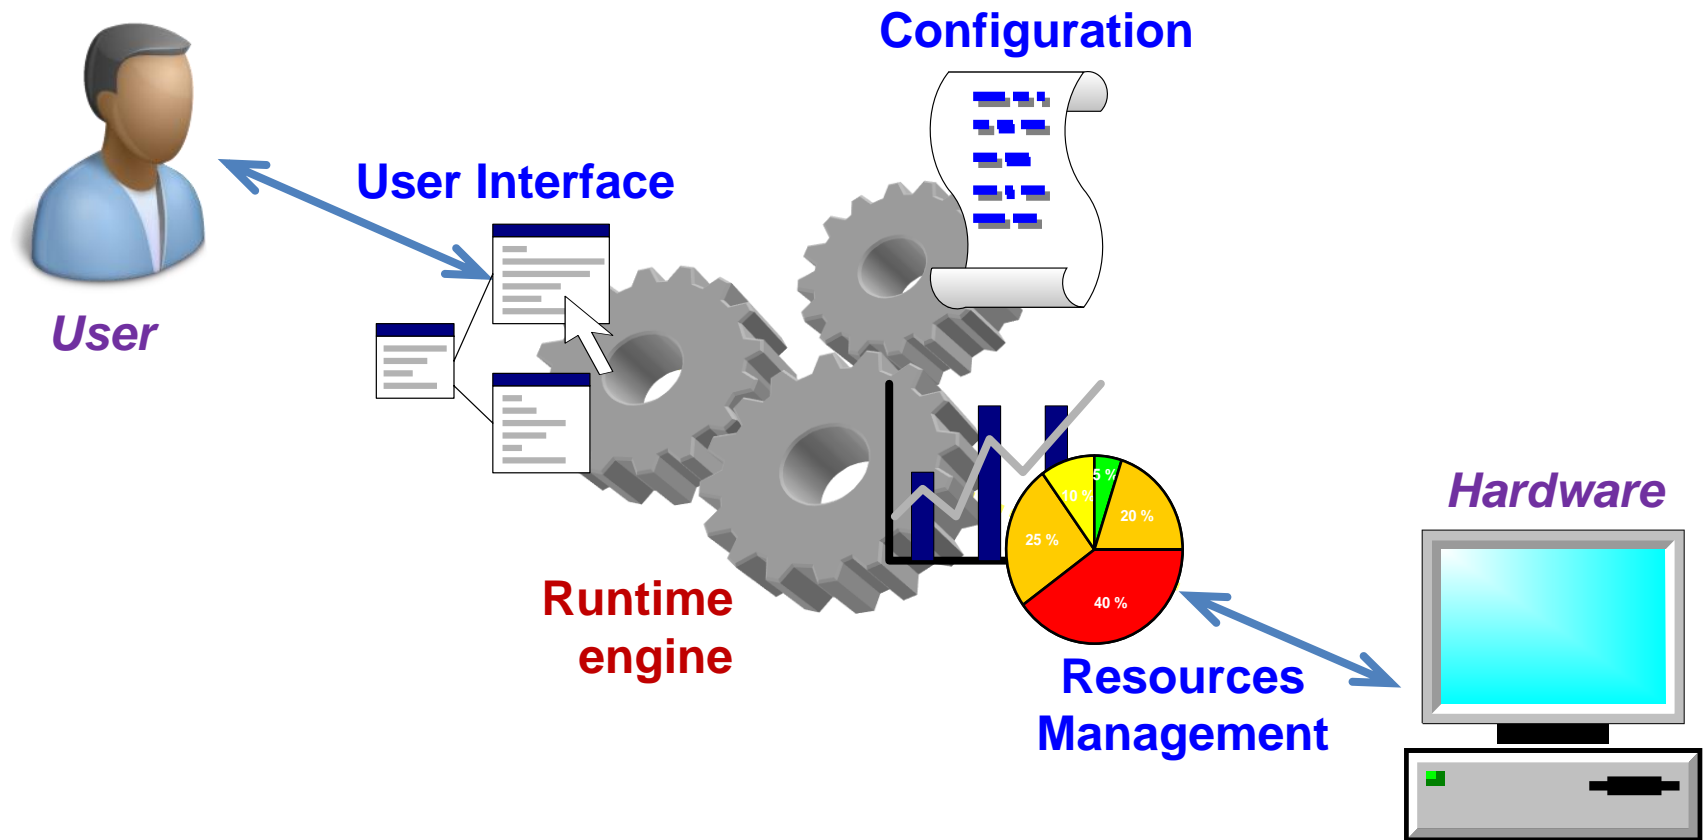 Configuration
User Interface
User
5 %
10 %
20 %
25 %
40 %
Hardware
Runtime
engine
Resources
Management